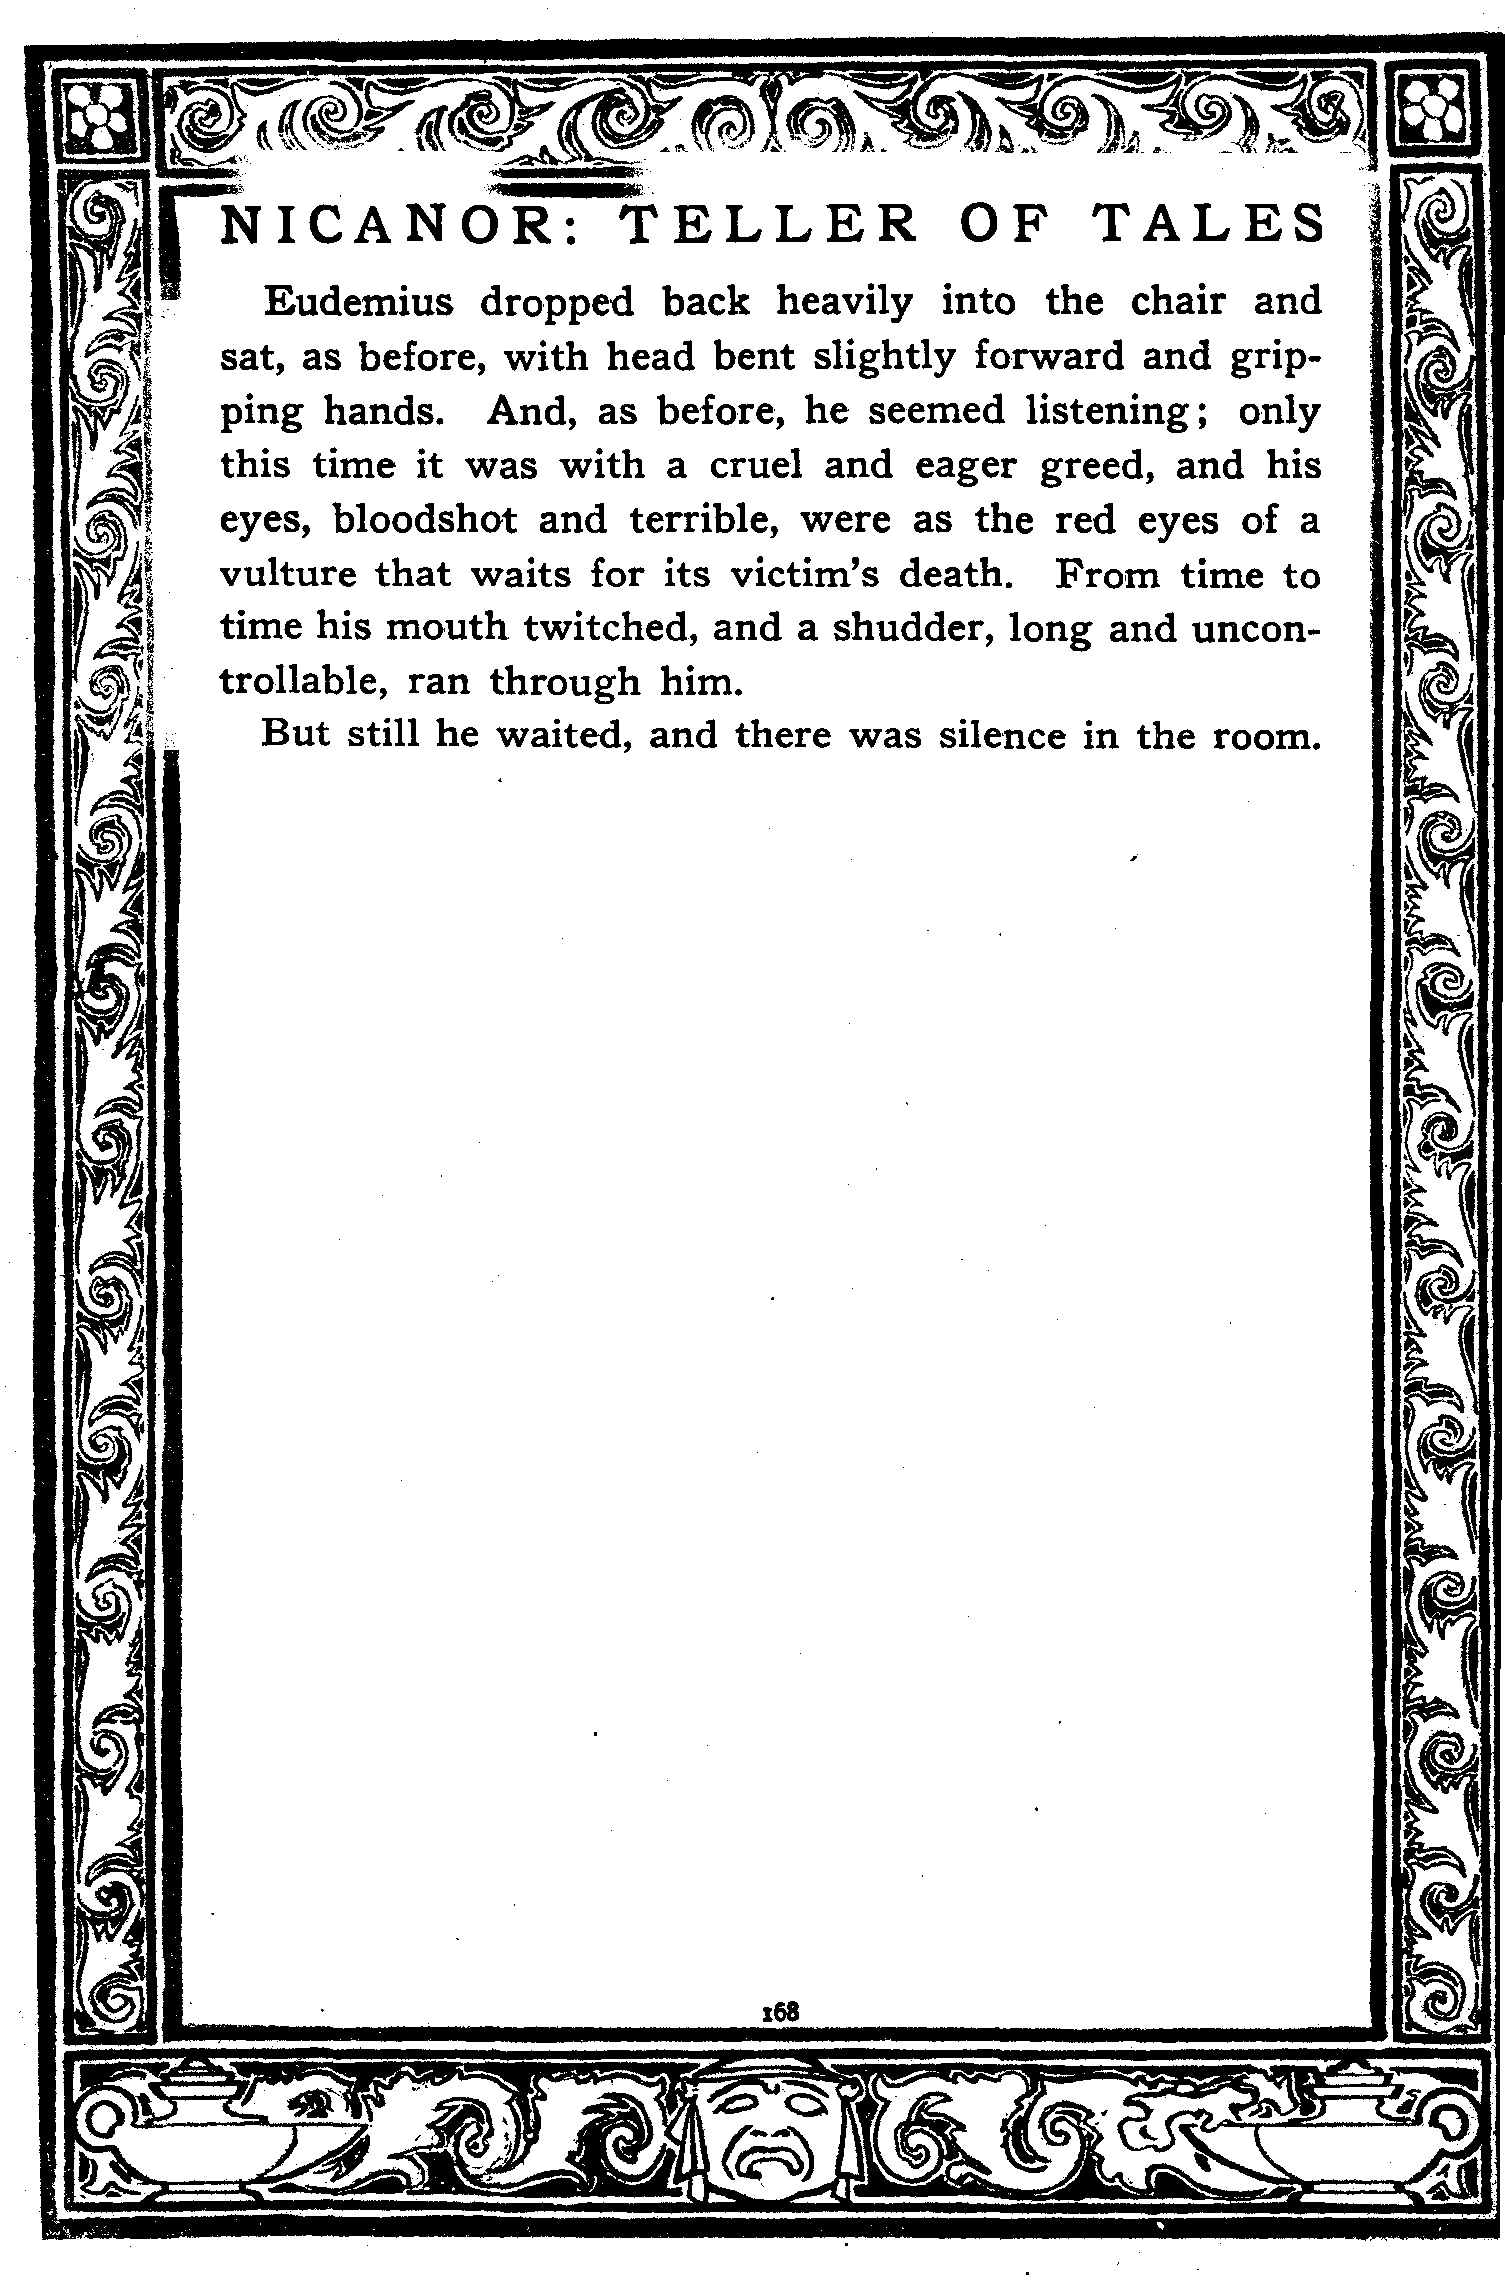 NICANOR: TELLER OF TALES
Eudemius dropped back heavily into the chair and
sat, as before, with head bent slightly forward and grip-
ping hands. And, as before, he seemed listening; only
this time it was with a cruel and eager greed, and his
eyes, bloodshot and terrible, were as the red eyes of a
vulture that waits for its victim's death. From time to
time his mouth twitched, and a shudder, long and uncon-
trollable, ran through him.
But still he waited, and there was silence in the room.
168